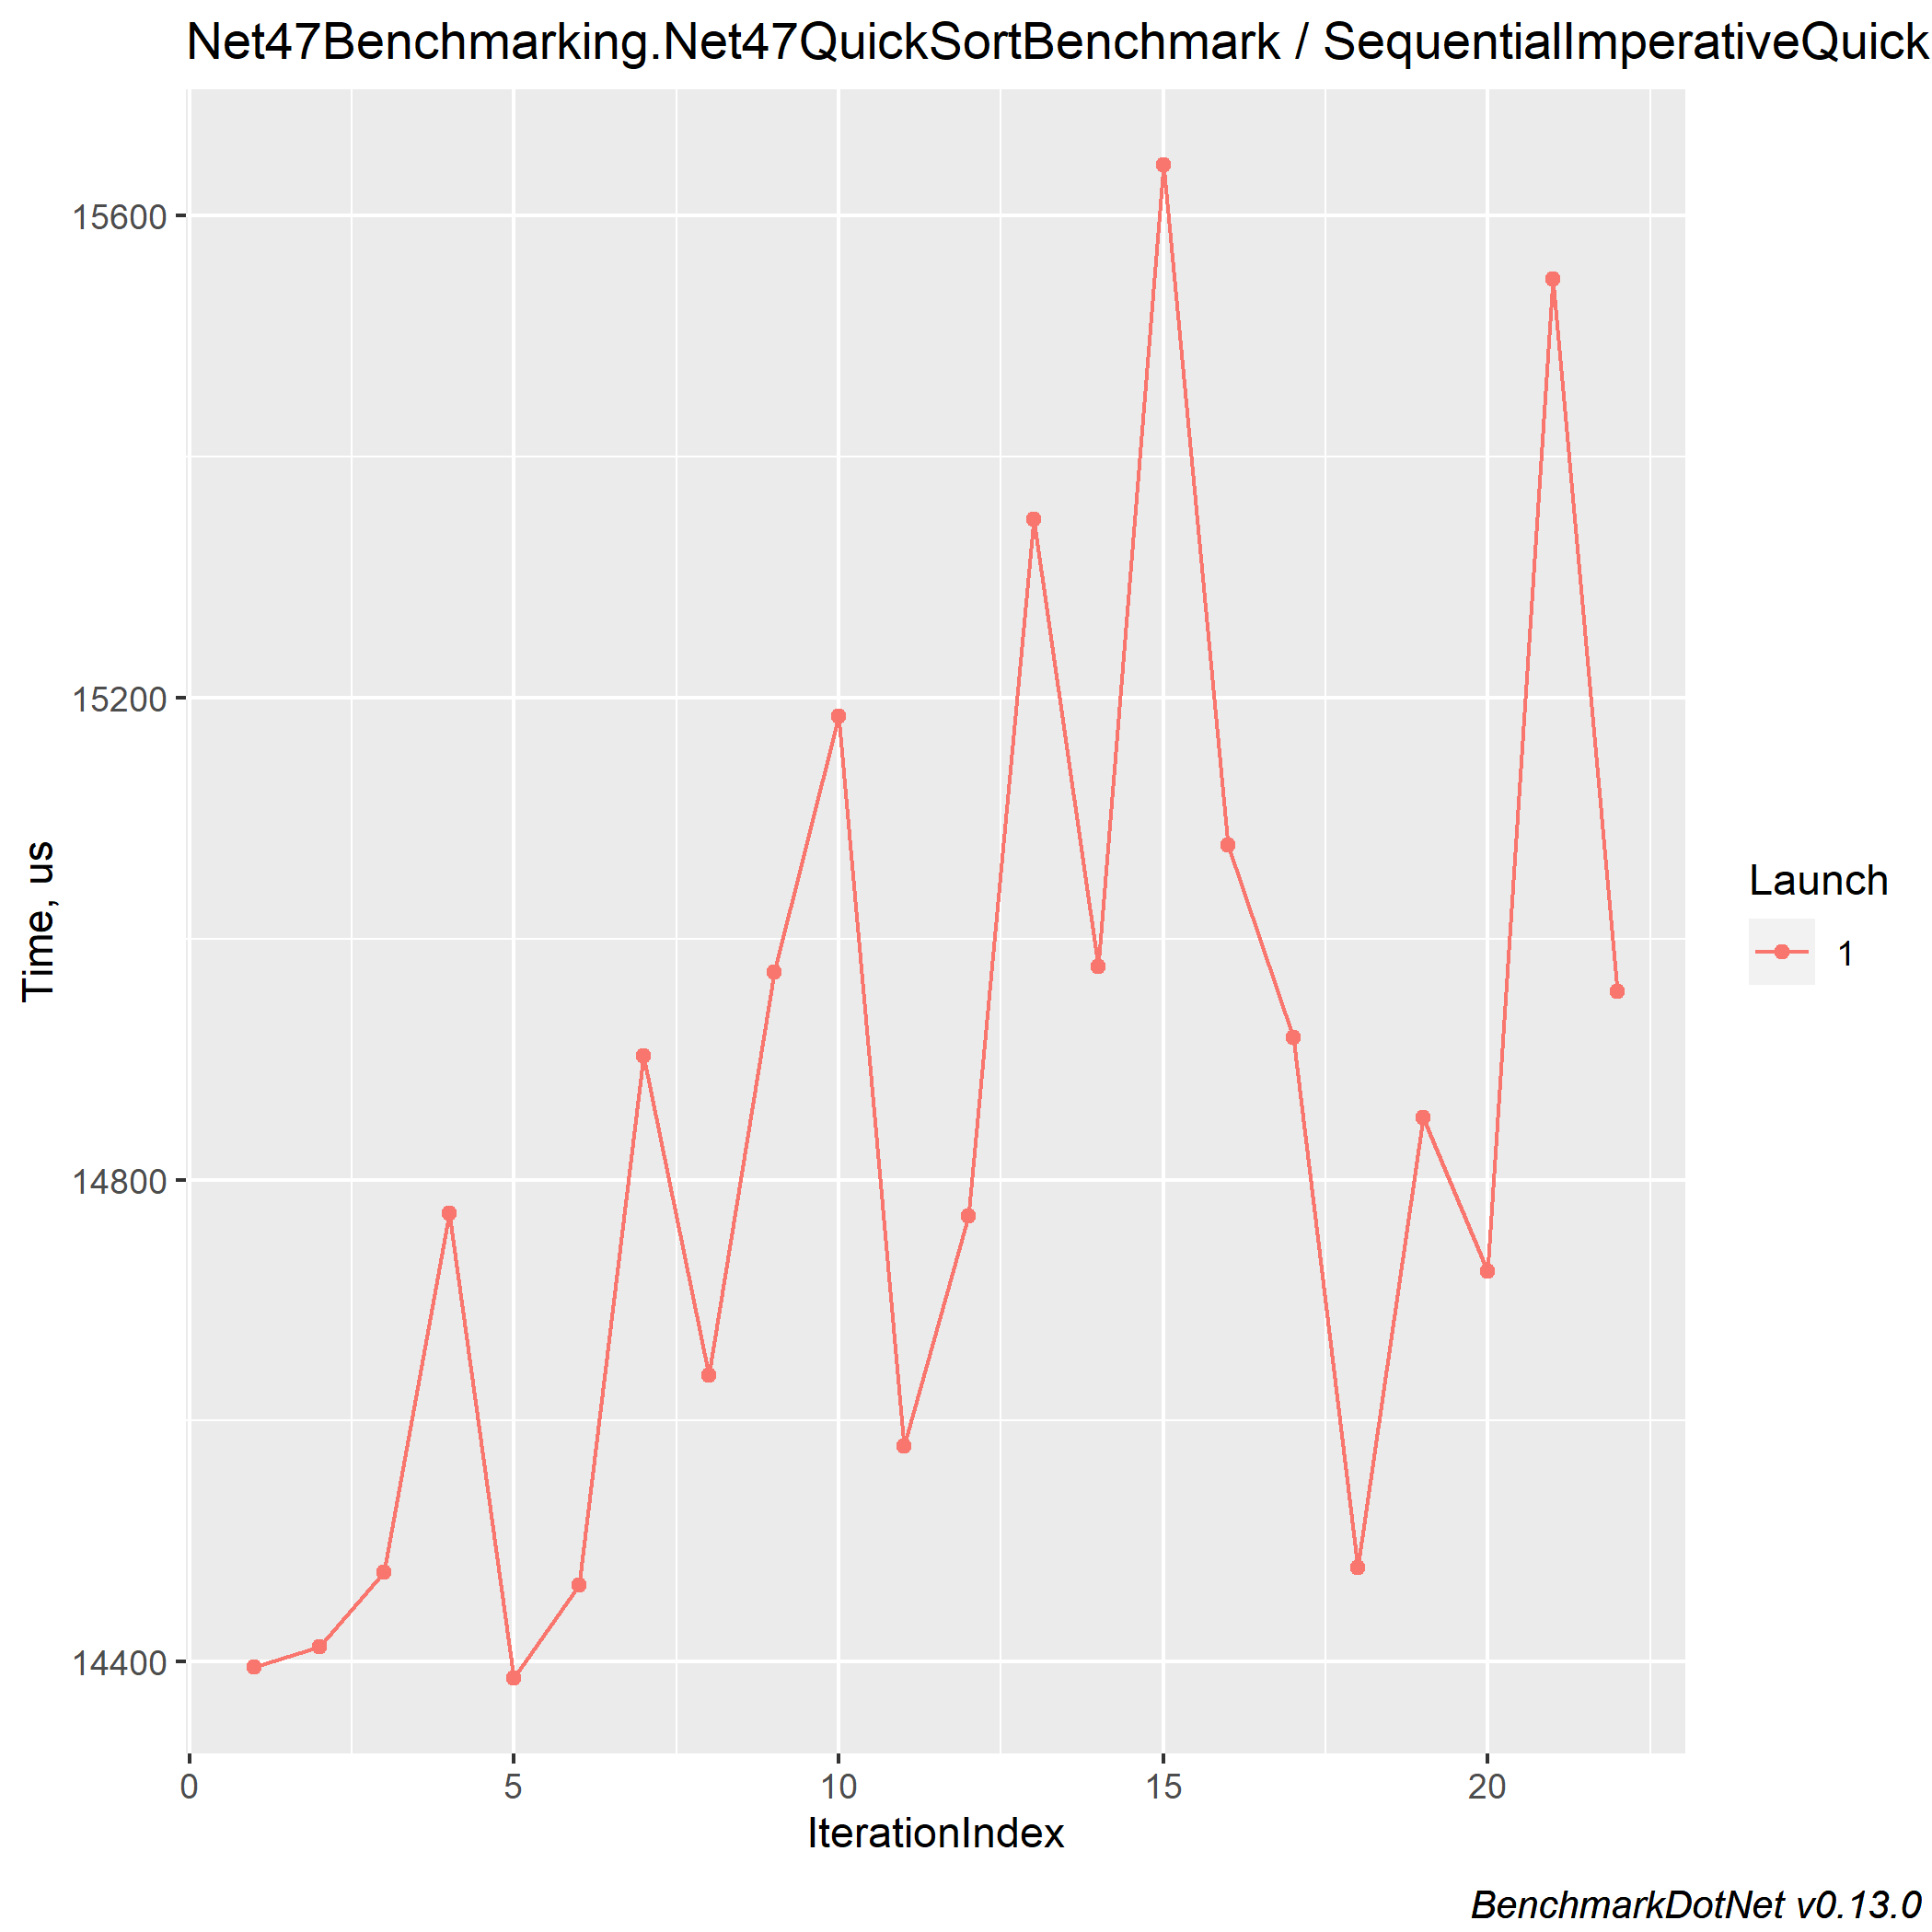 Net47Benchmarking.Net47QuickSortBenchmark / SequentialImperativeQuick
15600
15200
14800
14400
Time, us
0 5 10 15 20
IterationIndex
Launch
1
BenchmarkDotNet v0.13.0